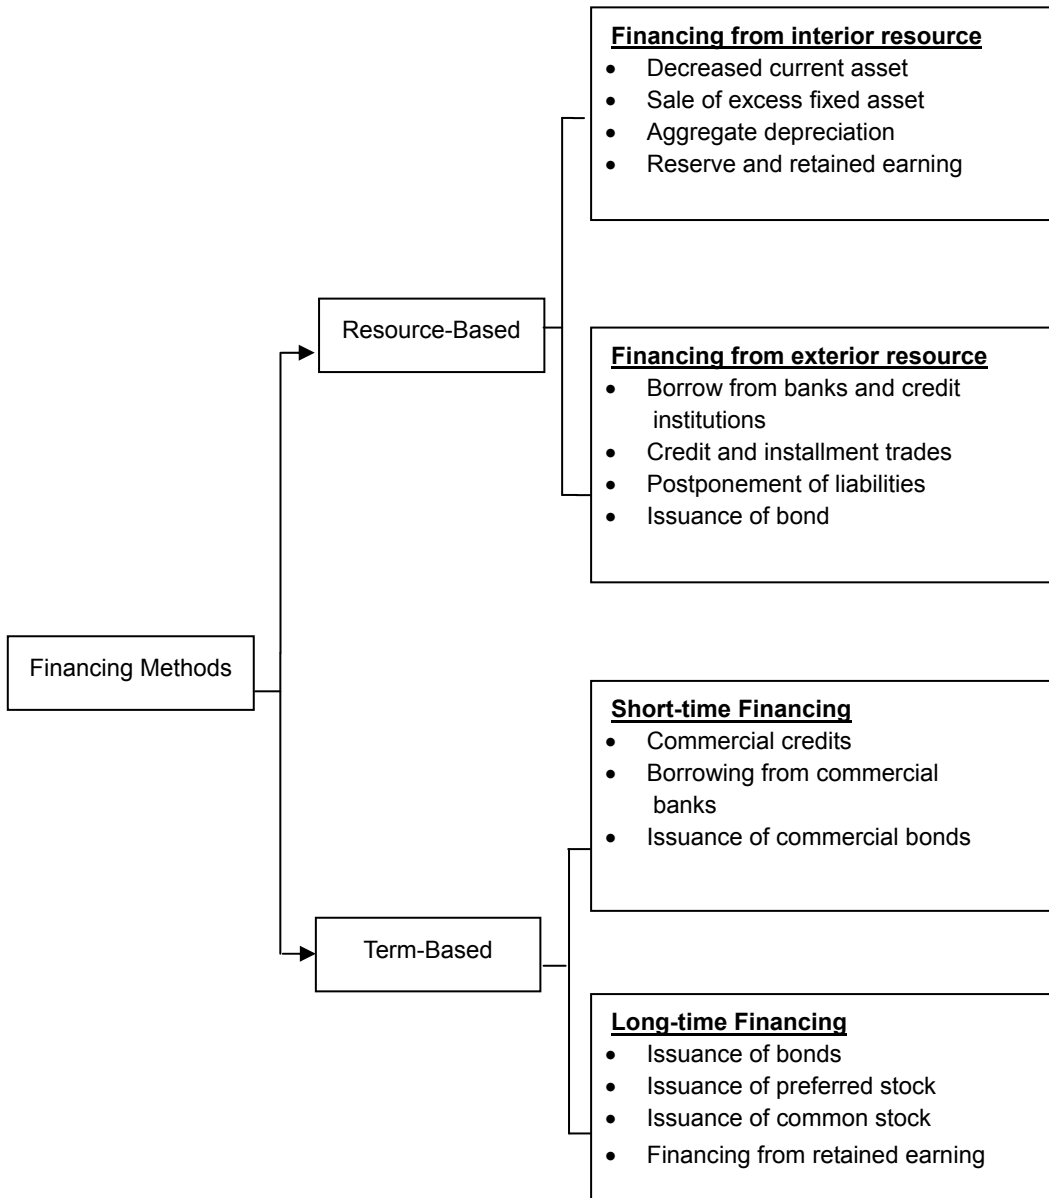 Financing from interior resource
• Decreased current asset
• Sale of excess fixed asset
• Aggregate depreciation
• Reserve and retained earning
Resource-Based
Financing from exterior resource
• Borrow from banks and credit
institutions
• Credit and installment trades
• Postponement of liabilities
• Issuance of bond
Financing Methods
Short-time Financing
• Commercial credits
• Borrowing from commercial
banks
• Issuance of commercial bonds
Term-Based
Long-time Financing
• Issuance of bonds
• Issuance of preferred stock
• Issuance of common stock
• Financing from retained earning